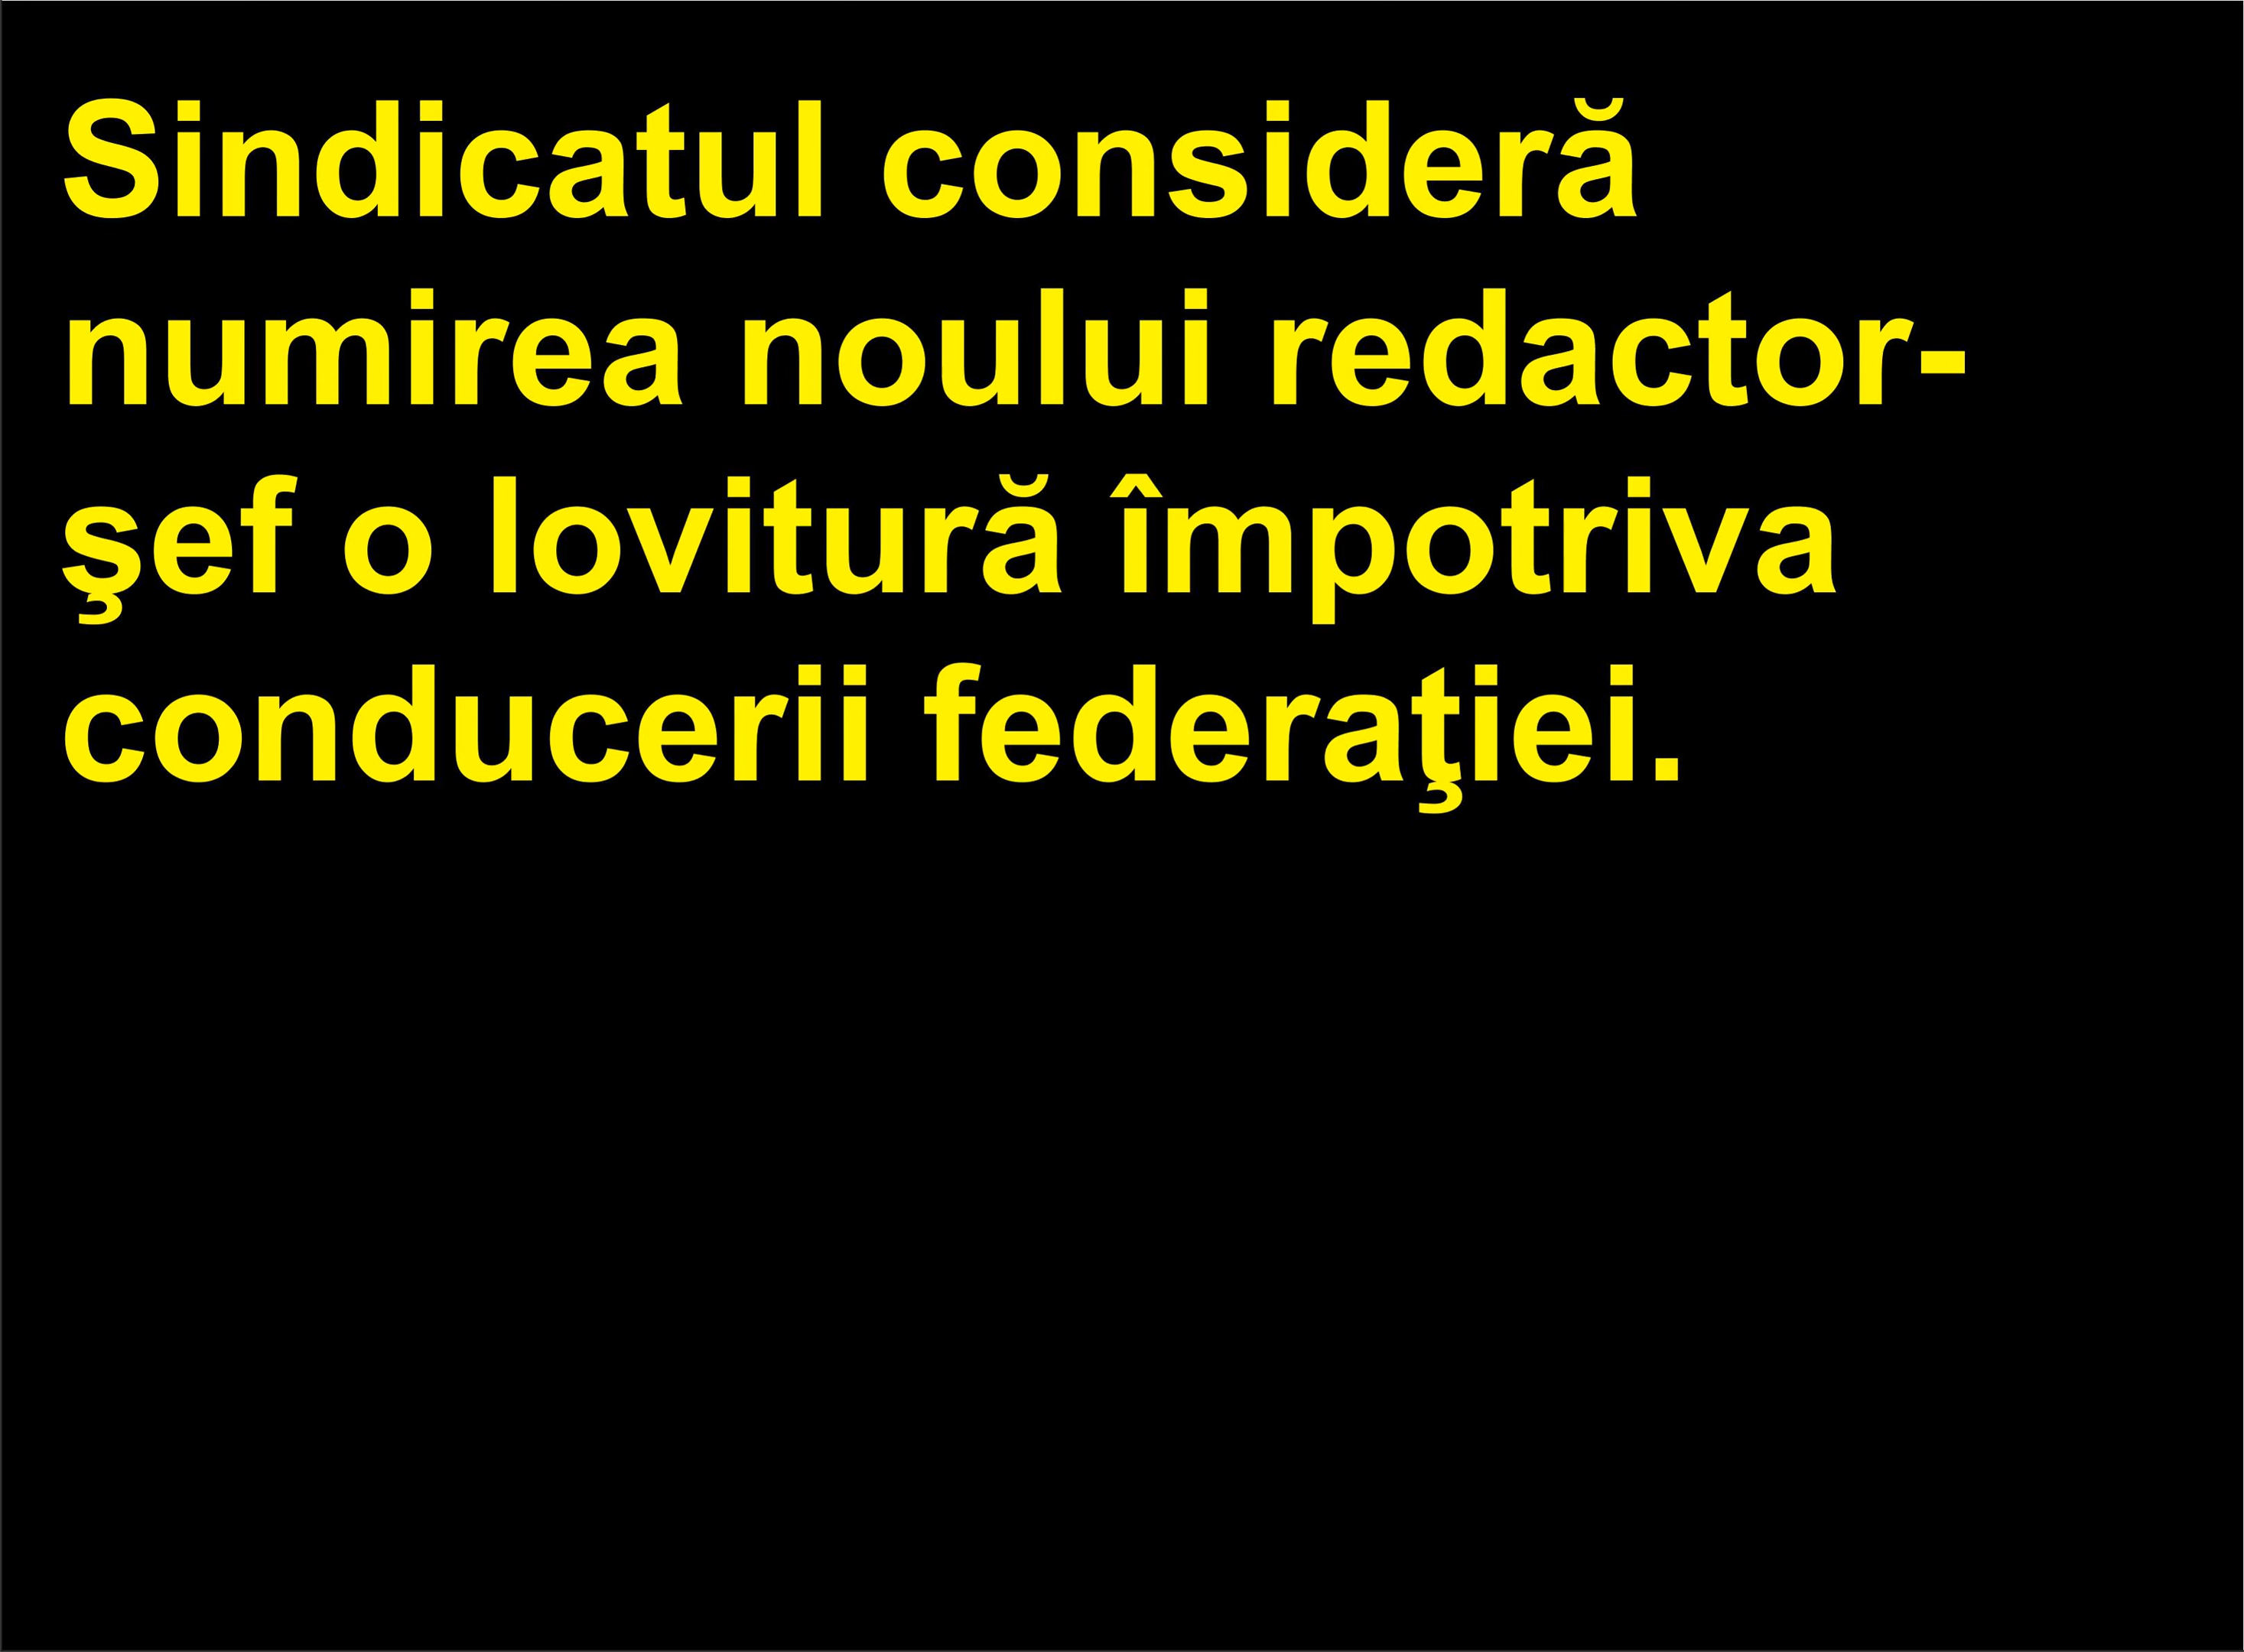 Sindicatul consideră
numirea noului redactor-
şef o lovitură împotriva
conducerii federaţiei.